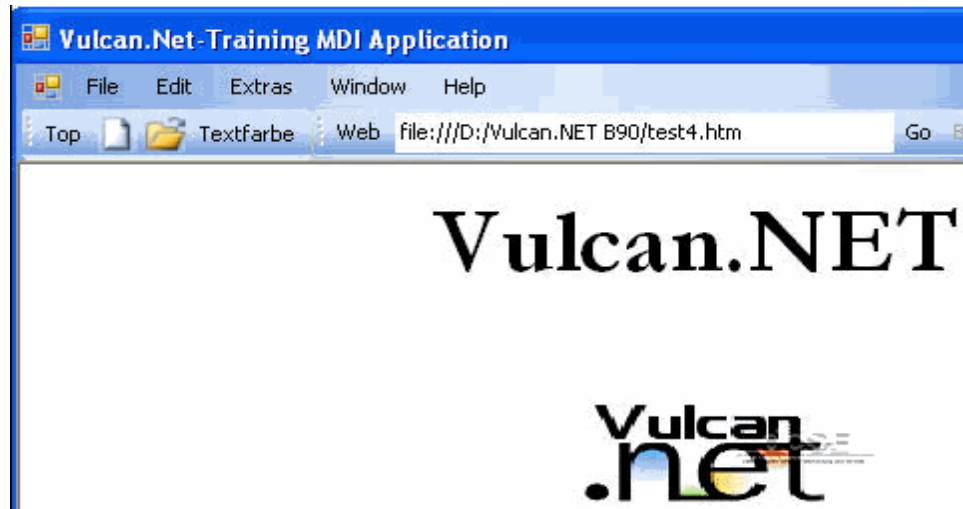 Vulcan.Net-Training MDI Application
File Edit Extras Window Help
Top Textfarbe Web file:///D:/Vulcan.NET B90/test4.htm Go
Vulcan.NET
Vulcan
.net